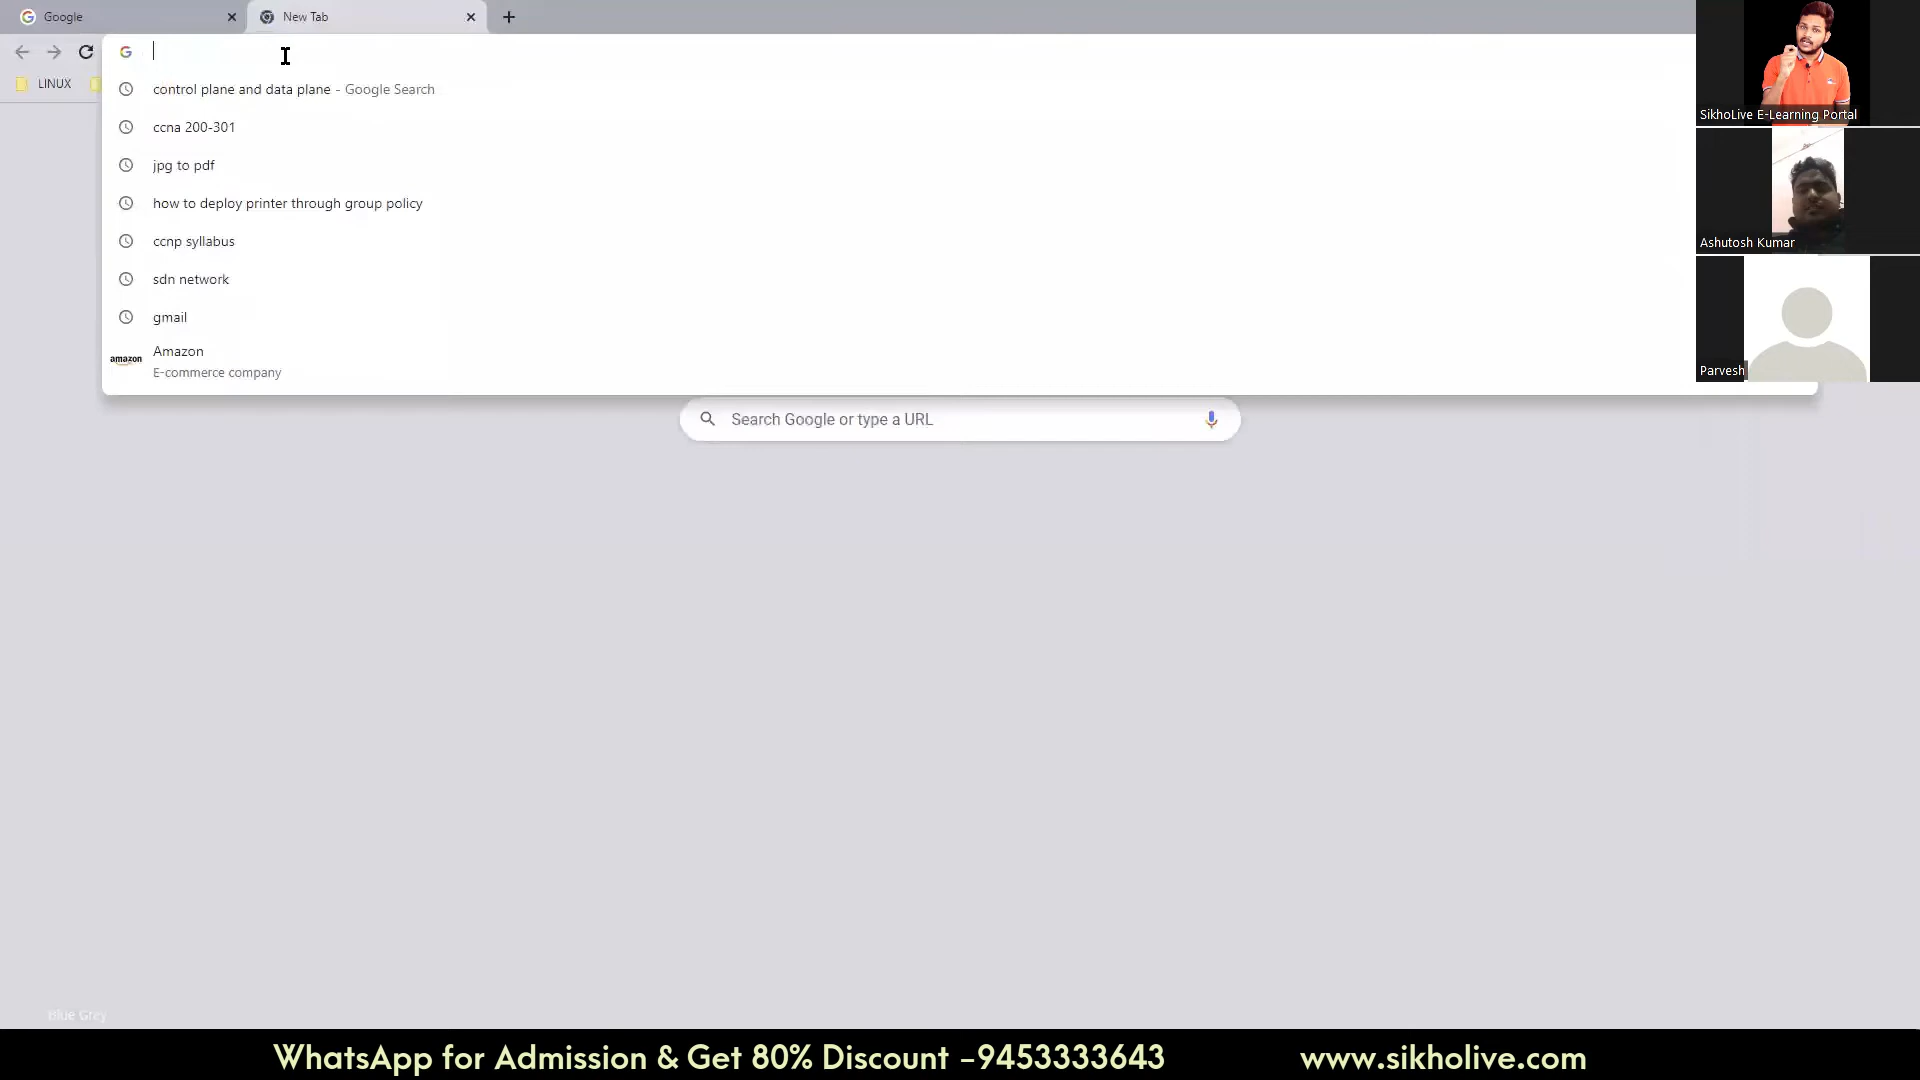 Google
New Tab
LINUX
control plane and data plane - Google Search
ccna 200-301
jpg to pdf
how to deploy printer through group policy
ccnp syllabus
sdn network
gmail
amazon
Amazon
E-commerce company
Search Google or type a URL
SikhoLive E-Learning Portal
Ashutosh Kumar
Parvesh
Blue Grey
WhatsApp for Admission & Get 80% Discount -9453333643
www.sikholive.com